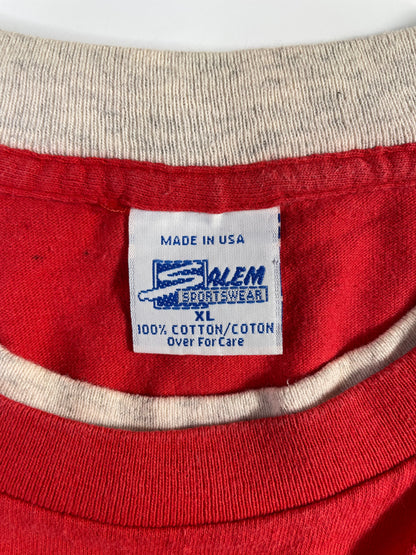 MADE IN USA
SALEM
SPORTSWEAR
XL
100% COTTON/COTON
Over For Care